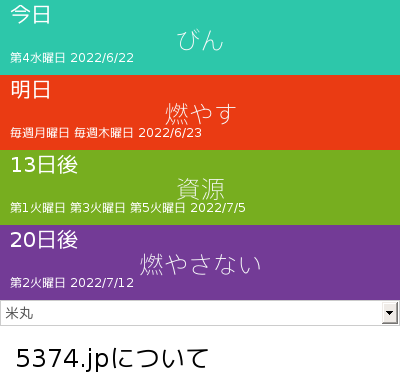 今日
びん
第4水曜日 2022/6/22
明日
燃やす
毎週月曜日 毎週木曜日 2022/6/23
13日後
資源
第1火曜日 第3火曜日 第5火曜日 2022/7/5
20日後
燃やさない
第2火曜日 2022/7/12
米丸
5374.jpについて